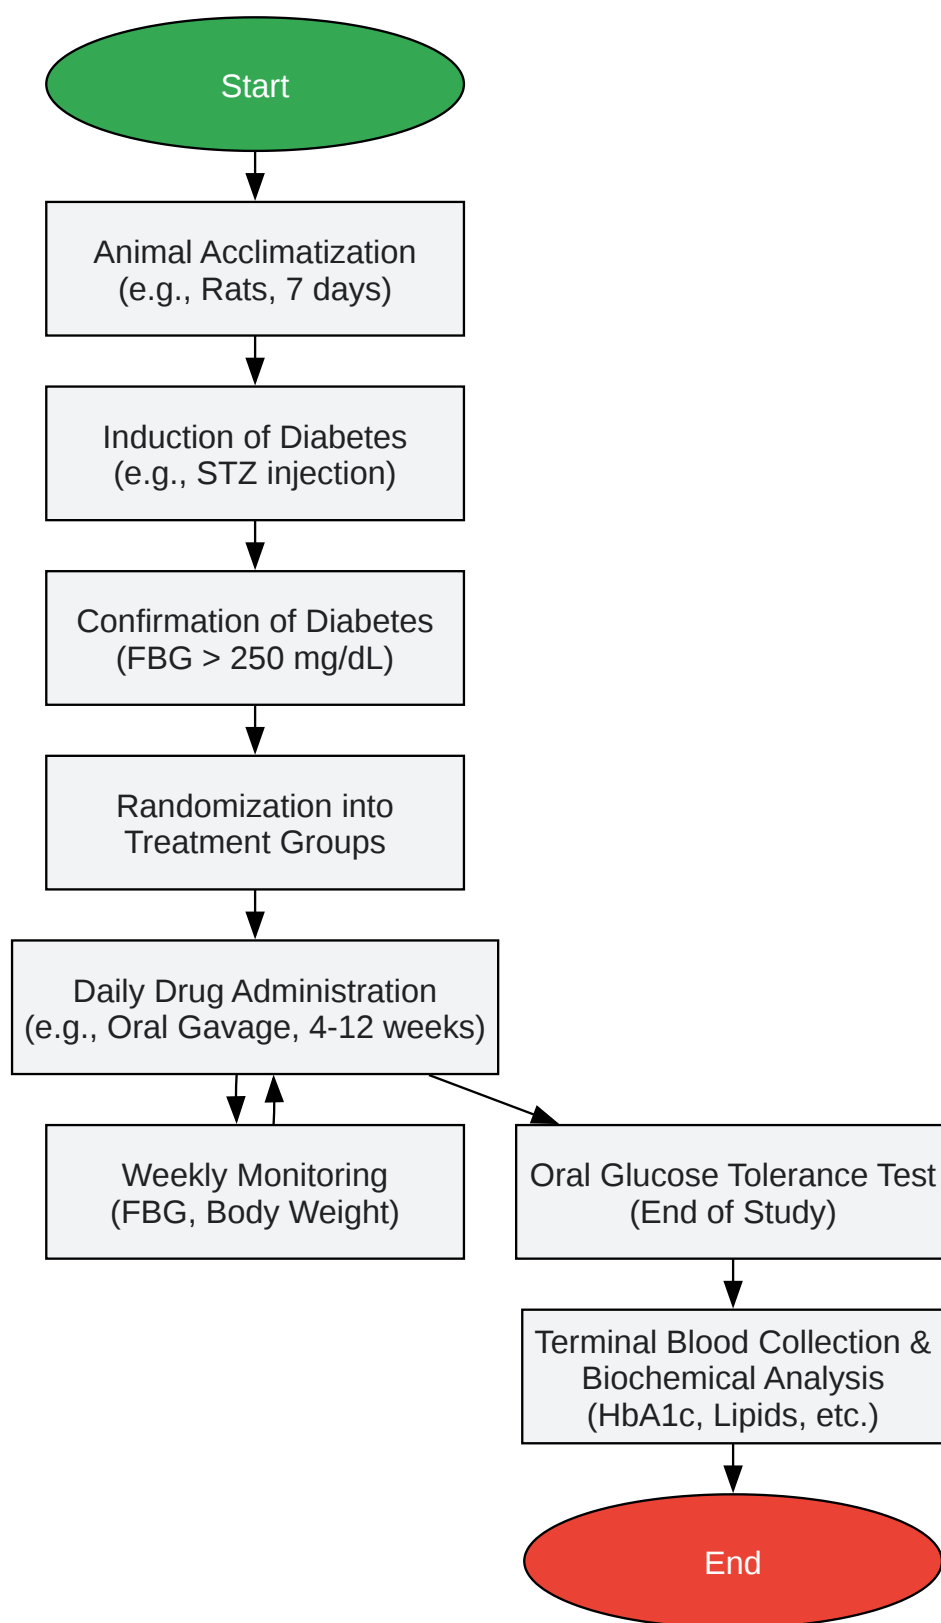 Start
Animal Acclimatization
(e.g., Rats, 7 days)
Induction of Diabetes
(e.g., STZ injection)
Confirmation of Diabetes
(FBG > 250 mg/dL)
Randomization into
Treatment Groups
Daily Drug Administration
(e.g., Oral Gavage, 4-12 weeks)
Weekly Monitoring
(FBG, Body Weight)
Oral Glucose Tolerance Test
(End of Study)
Terminal Blood Collection &
Biochemical Analysis
(HbA1c, Lipids, etc.)
End